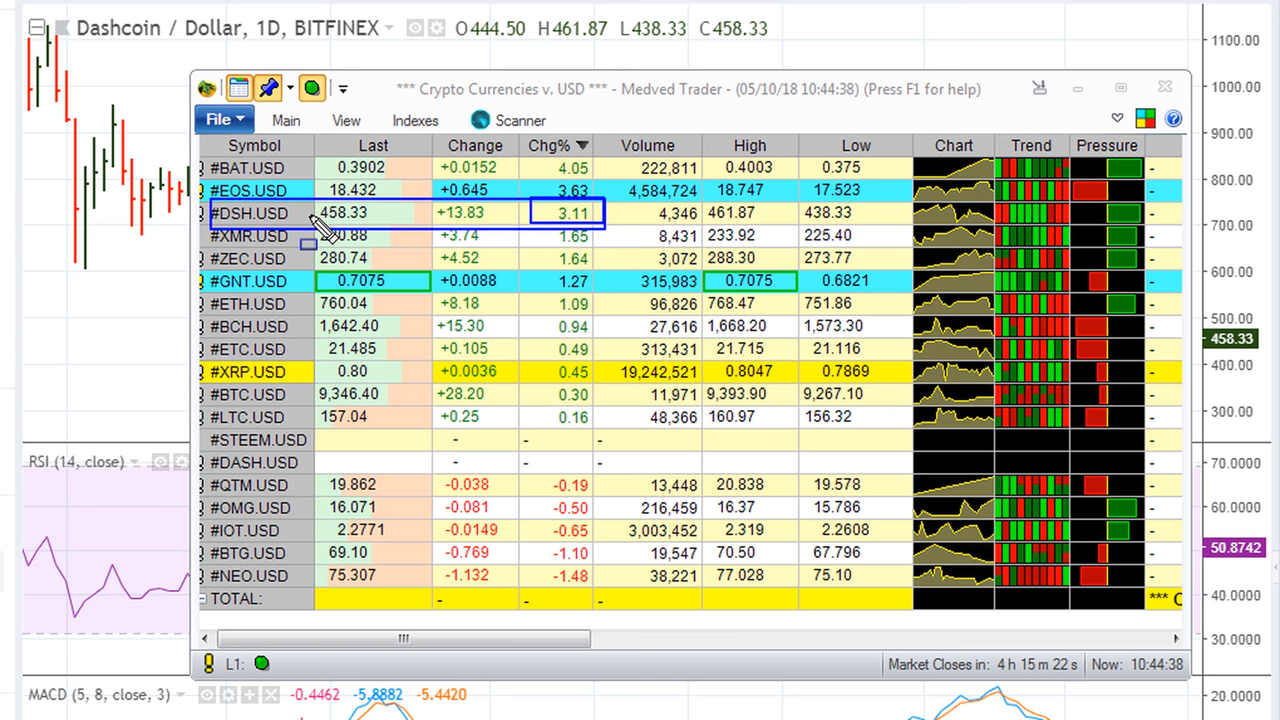 Dashcoin / Dollar, 1D, BITFINEX O444.50 H461.87 L438.33 C458.33
*** Crypto Currencies v. USD *** - Medved Trader - (05/10/18 10:44:38) (Press F1 for help)
File Main View Indexes Scanner
Symbol Last Change Chg% Volume High Low Chart Trend Pressure
#BAT.USD 0.3902 +0.0152 4.05 222,811 0.4003 0.375 -
#EOS.USD 18.432 +0.645 3.63 4,584,724 18.747 17.523 -
#DSH.USD 458.33 +13.83 3.11 4,346 461.87 438.33 -
#XMR.USD 0.88 +3.74 1.65 8,431 233.92 225.40 -
#ZEC.USD 280.74 +4.52 1.64 3,072 288.30 273.77 -
#GNT.USD 0.7075 +0.0088 1.27 315,983 0.7075 0.6821 -
#ETH.USD 760.04 +8.18 1.09 96,826 768.47 751.86 -
#BCH.USD 1,642.40 +15.30 0.94 27,616 1,668.20 1,573.30 -
#ETC.USD 21.485 +0.105 0.49 313,431 21.715 21.116 -
#XRP.USD 0.80 +0.0036 0.45 19,242,521 0.8047 0.7869 -
#BTC.USD 9,346.40 +28.20 0.30 11,971 9,393.90 9,267.10 -
#LTC.USD 157.04 +0.25 0.16 48,366 160.97 156.32 -
#STEEM.USD - - - -
#DASH.USD - - - -
#QTM.USD 19.862 -0.038 -0.19 13,448 20.838 19.578 -
#OMG.USD 16.071 -0.081 -0.50 216,459 16.37 15.786 -
#IOT.USD 2.2771 -0.0149 -0.65 3,003,452 2.319 2.2608 -
#BTG.USD 69.10 -0.769 -1.10 19,547 70.50 67.796 -
#NEO.USD 75.307 -1.132 -1.48 38,221 77.028 75.10 -
TOTAL: - - - *** C
L1: Market Closes in: 4 h 15 m 22 s Now: 10:44:38
1100.00
1000.00
900.00
800.00
700.00
600.00
500.00
458.33
400.00
300.00
RSI (14, close)
70.0000
60.0000
50.8742
40.0000
30.0000
MACD (5, 8, close, 3) -0.4462 -5.8882 -5.4420
20.0000